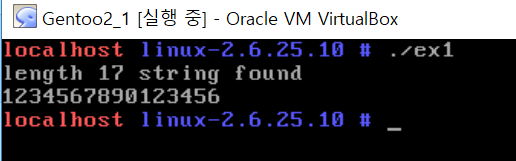 Gentoo2_1 [실행 중] - Oracle VM VirtualBox
localhost linux-2.6.25.10 # ./ex1
length 17 string found
1234567890123456
localhost linux-2.6.25.10 # _